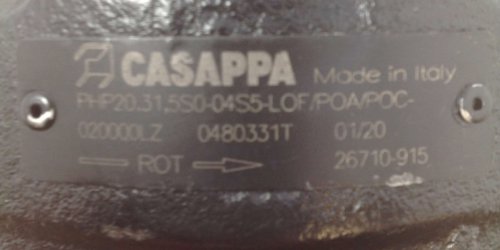 CASAPPA Made in Italy
PHP20.31,5S0-04S5-LOF/POA/POC-
020000LZ 0480331T 01/20
ROT 26710-915